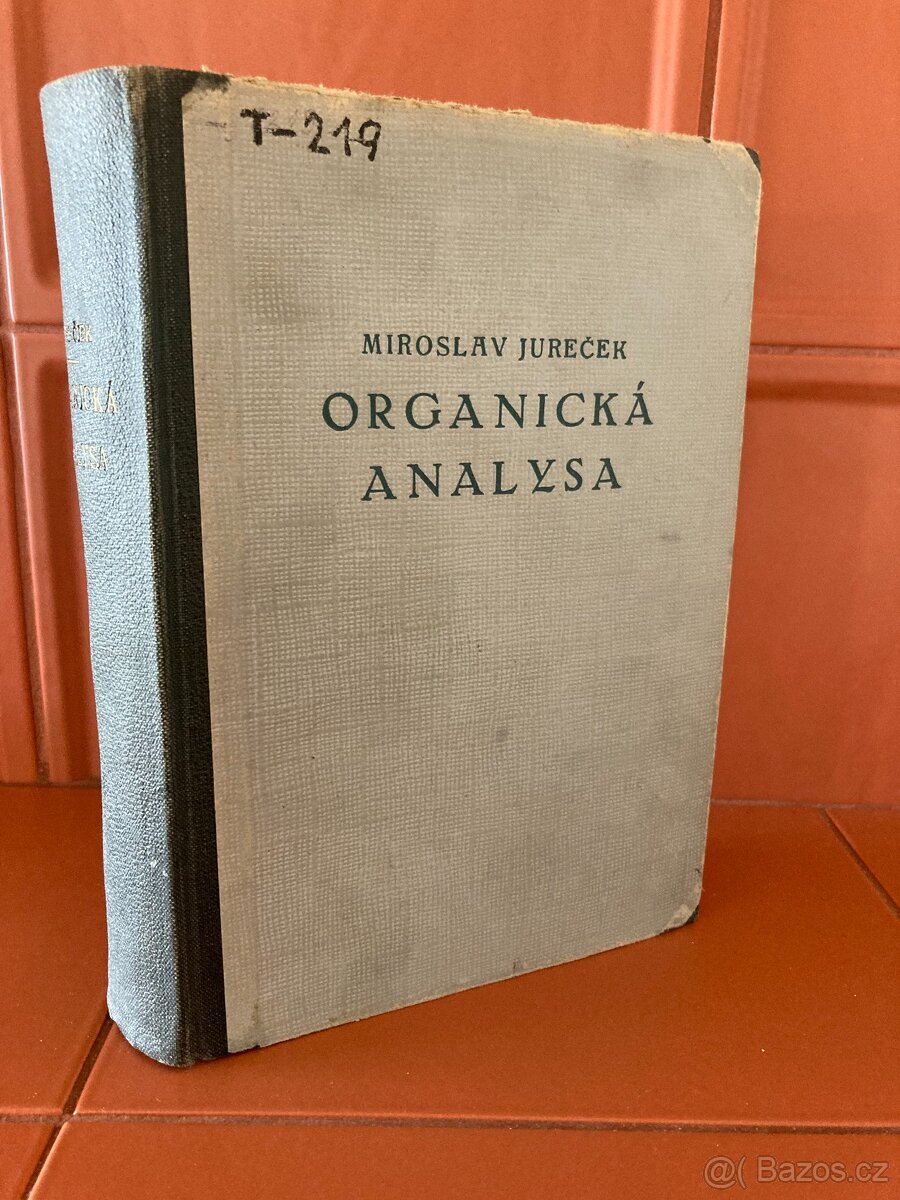 T-219
MIROSLAV JUREČEK
ORGANICKÁ
ANALYSA
@( Bazos.cz